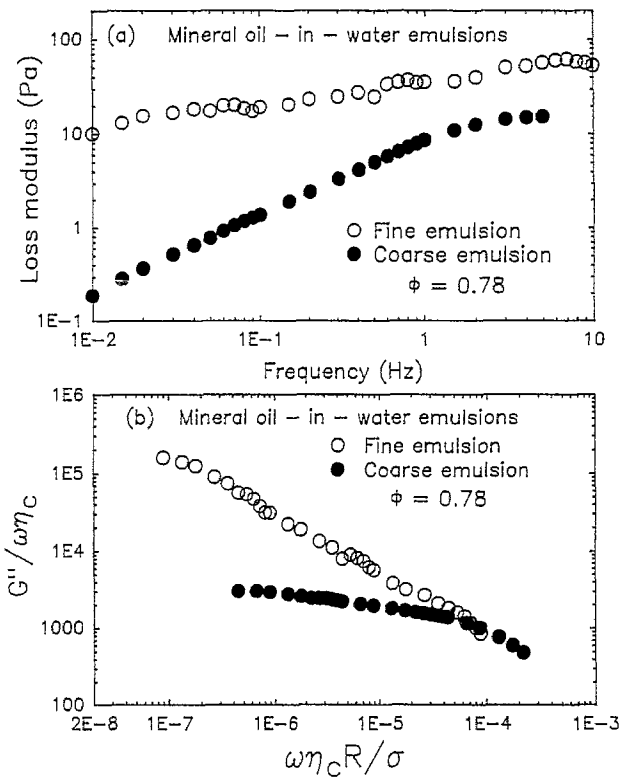 (a) Mineral oil – in – water emulsions
Loss modulus (Pa)
100
10
1
1E-1
○ Fine emulsion
● Coarse emulsion
ϕ = 0.78
1E-2 1E-1 1 10
Frequency (Hz)
(b) Mineral oil – in – water emulsions
○ Fine emulsion
● Coarse emulsion
ϕ = 0.78
G''/ωη_C
1E6
1E5
1E4
1000
100
2E-8 1E-7 1E-6 1E-5 1E-4 1E-3
ωη_C R/σ